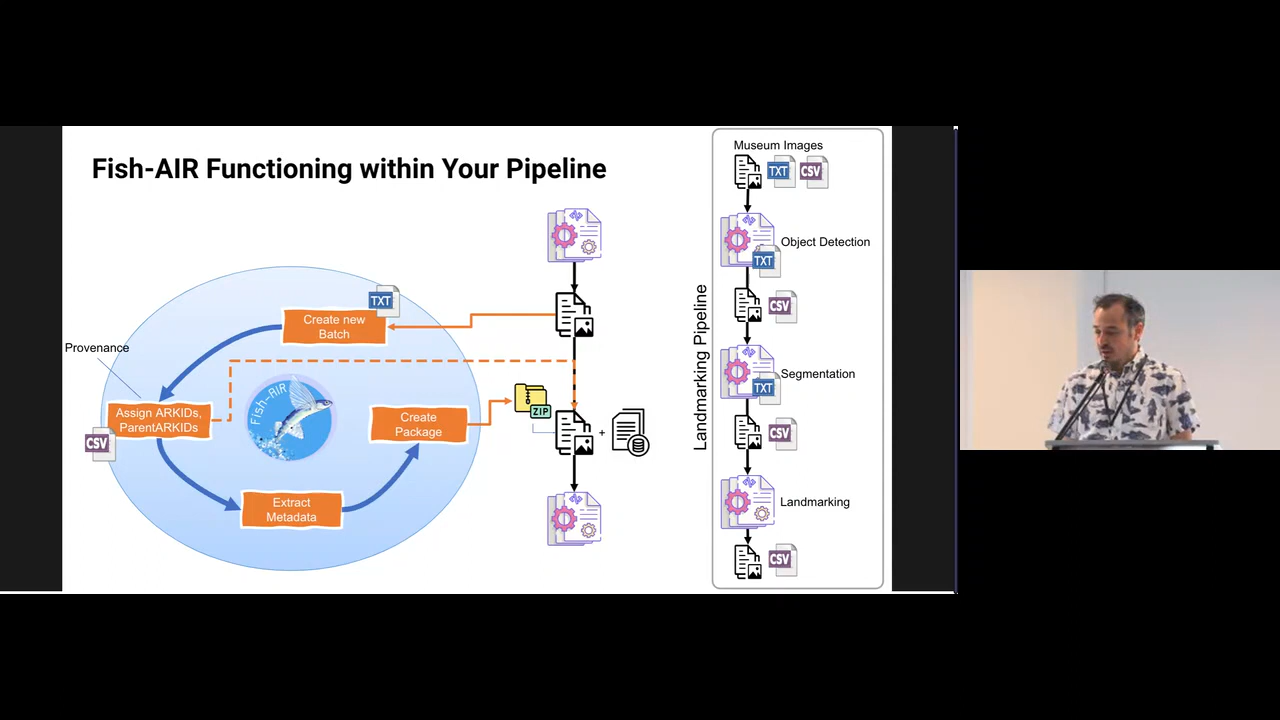 Fish-AIR Functioning within Your Pipeline
TXT
Create new
Batch
Provenance
Assign ARKIDs,
ParentARKIDs
CSV
Fish-AIR
Extract
Metadata
Create
Package
ZIP
+
Landmarking Pipeline
Museum Images
TXT
CSV
Object Detection
TXT
CSV
Segmentation
TXT
CSV
Landmarking
CSV